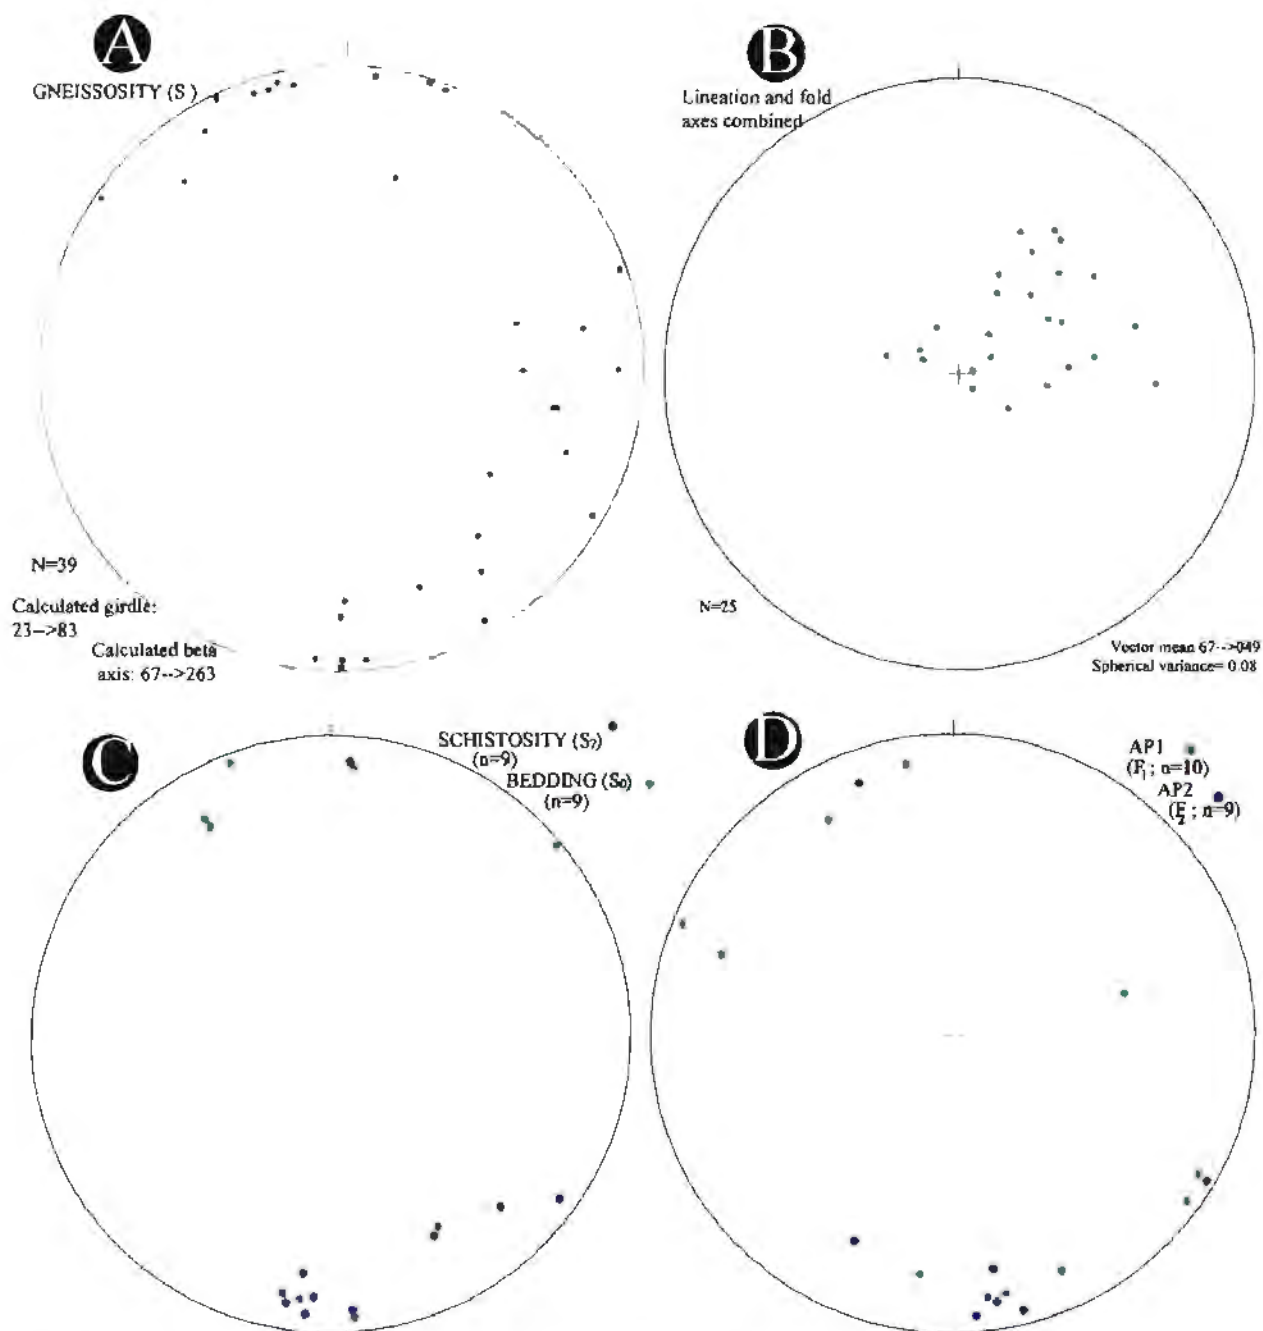 A
GNEISSOSITY (S )
N=39
Calculated girdle:
23-->83
Calculated beta
axis: 67-->263
B
Lineation and fold
axes combined
N=25
Vector mean 67-->049
Spherical variance= 0.08
C
SCHISTOSITY (S?)
(n=9)
BEDDING (S0)
(n=9)
D
AP1
(F1; n=10)
AP2
(F2; n=9)